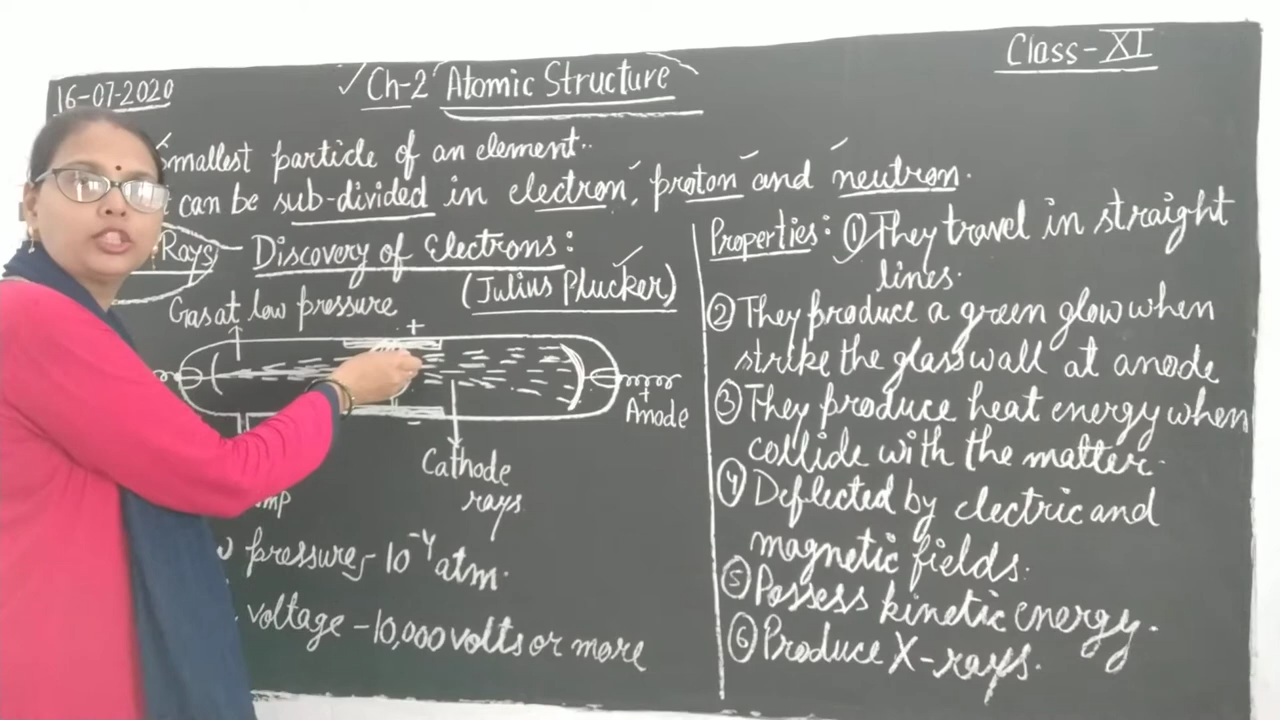 16-07-2020
Ch-2 Atomic Structure
Class-XI
smallest particle of an element..
can be sub-divided in electron, proton and neutron.
Rays
Discovery of Electrons:
(Julius Plucker)
Gas at low pressure
+
-
+
Anode
Cathode
rays
pressure - 10⁻⁴ atm.
voltage - 10,000 volts or more
Properties: ① They travel in straight
lines.
② They produce a green glow when
strike the glass wall at anode
③ They produce heat energy when
collide with the matter.
④ Deflected by electric and
magnetic fields.
⑤ Possess kinetic energy.
⑥ Produce X-rays.